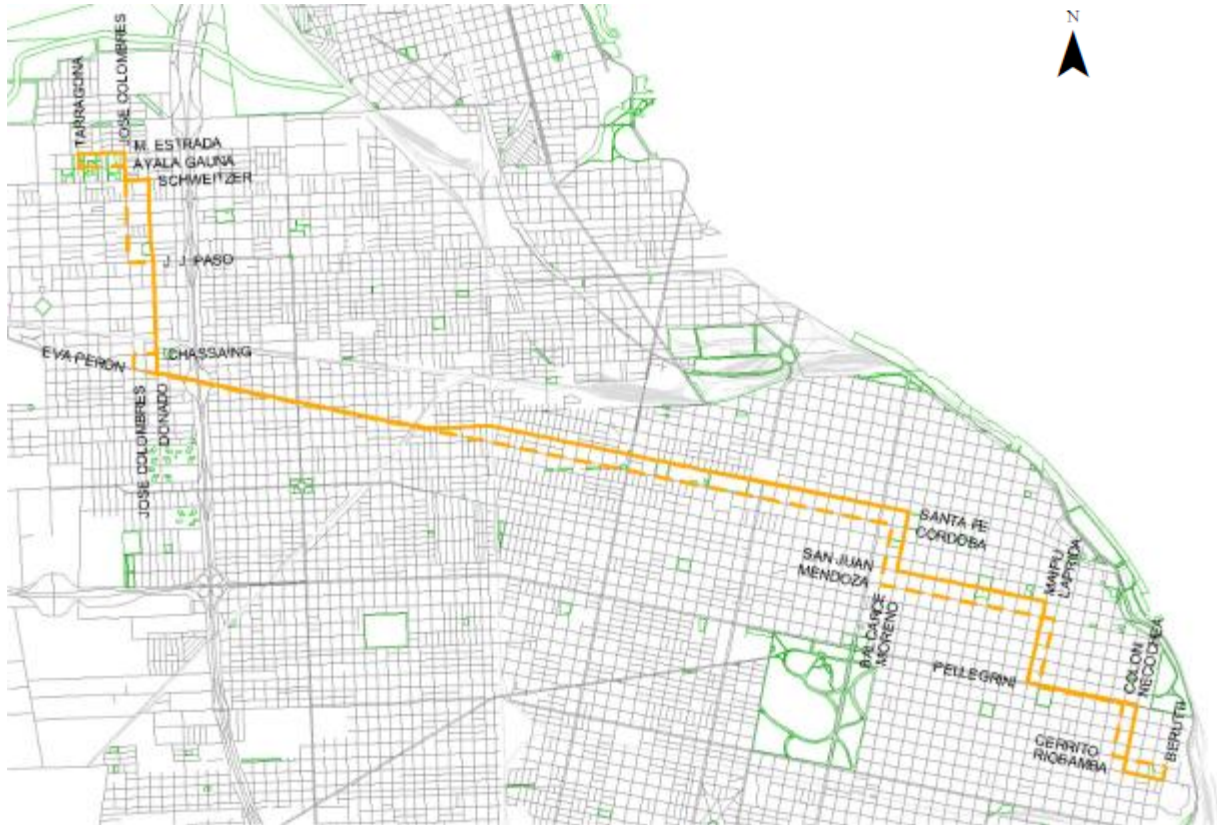 N
TARRAGONA
JOSE COLOMBRES
M. ESTRADA
AYALA GAUNA
SCHWEITZER
J. J. PASO
EVA PERON
CHASSAING
JOSE COLOMBRES
DONADO
SANTA FE
CORDOBA
SAN JUAN
MENDOZA
MAIPU
LAPRIDA
BALCARCE
MORENO
PELLEGRINI
COLON
NECOCHEA
BERUTTI
CERRITO
RIOBAMBA